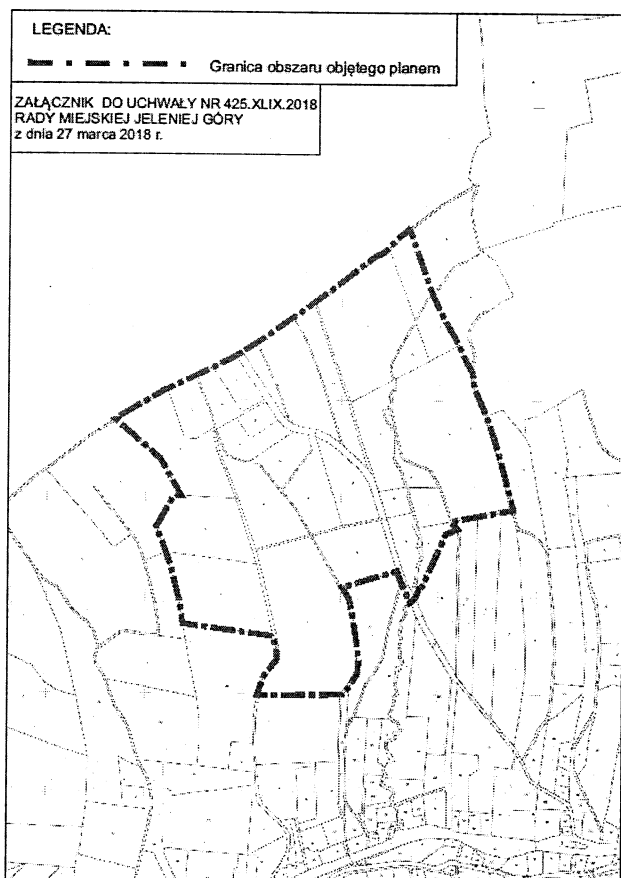 LEGENDA:
Granica obszaru objętego planem
ZAŁĄCZNIK DO UCHWAŁY NR 425.XLIX.2018
RADY MIEJSKIEJ JELENIEJ GÓRY
z dnia 27 marca 2018 r.